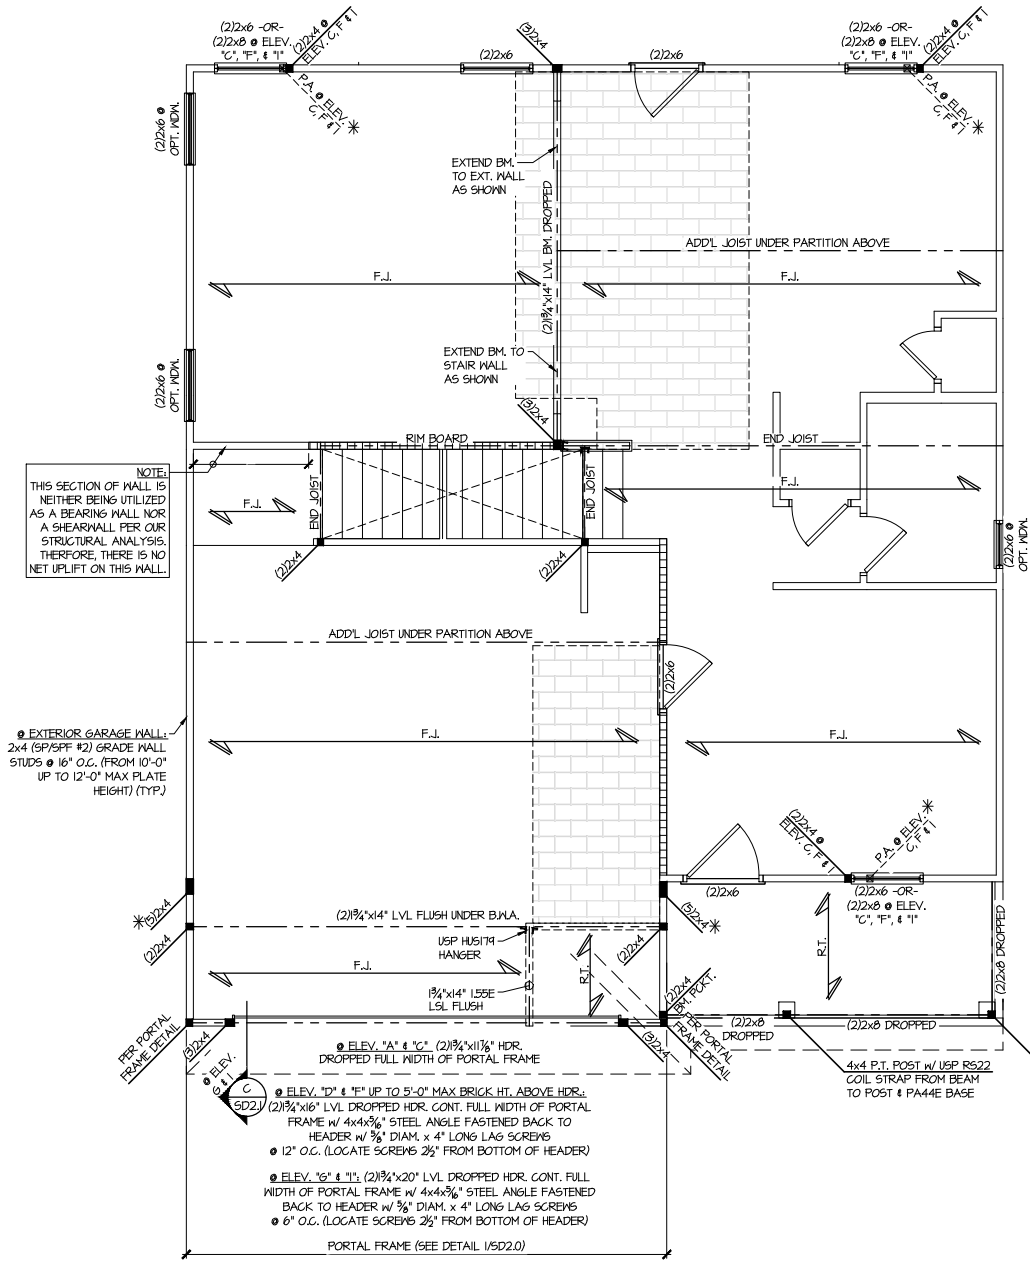 (2)2x6 -OR-
(2)2x8 @ ELEV.
"C", "F", & "I"
(2)2x4 @
ELEV. C, F & I
P.A. @ ELEV.
C, F & I *
(2)2x6
(3)2x4
(2)2x6
(2)2x6 -OR-
(2)2x8 @ ELEV.
"C", "F", & "I"
(2)2x4 @
ELEV. C, F & I
P.A. @ ELEV.
C, F & I *
(2)2x6 @
OPT. WDW.
EXTEND BM.
TO EXT. WALL
AS SHOWN
(2)1¾"x14" LVL BM. DROPPED
ADD'L JOIST UNDER PARTITION ABOVE
F.J.
F.J.
(2)2x6 @
OPT. WDW.
EXTEND BM. TO
STAIR WALL
AS SHOWN
(3)2x4
RIM BOARD
END JOIST
NOTE:
THIS SECTION OF WALL IS
NEITHER BEING UTILIZED
AS A BEARING WALL NOR
A SHEARWALL PER OUR
STRUCTURAL ANALYSIS.
THERFORE, THERE IS NO
NET UPLIFT ON THIS WALL.
F.J.
END JOIST
END JOIST
F.J.
(2)2x6 @
OPT. WDW.
(2)2x4
(2)2x4
ADD'L JOIST UNDER PARTITION ABOVE
(2)2x6
@ EXTERIOR GARAGE WALL:
2x4 (SP/SPF #2) GRADE WALL
STUDS @ 16" O.C. (FROM 10'-0"
UP TO 12'-0" MAX PLATE
HEIGHT) (TYP.)
F.J.
F.J.
(2)2x4 @
ELEV. C, F & I
P.A. @ ELEV. *
C, F & I
(2)2x6
(2)2x6 -OR-
(2)2x8 @ ELEV.
"C", "F", & "I"
* (5)2x4
(2)2x4
(2)1¾"x14" LVL FLUSH UNDER B.W.A.
(5)2x4 *
(2)2x4
USP HUS179
HANGER
F.J.
R.T.
R.T.
(2)2x8 DROPPED
1¾"x14" 1.55E
LSL FLUSH
(2)2x4
BM. PCKT.
PER PORTAL
FRAME DETAIL
(3)2x4
(3)2x4
PER PORTAL
FRAME DETAIL
(2)2x8
DROPPED
(2)2x8 DROPPED
@ ELEV. "A" & "C" (2)1¾"x11⅞" HDR.
DROPPED FULL WIDTH OF PORTAL FRAME
4x4 P.T. POST W/ USP RS22
COIL STRAP FROM BEAM
TO POST & PA44E BASE
@ ELEV.
G & I
C
SD2.1
@ ELEV. "D" & "F" UP TO 5'-0" MAX BRICK HT. ABOVE HDR.:
(2)1¾"x16" LVL DROPPED HDR. CONT. FULL WIDTH OF PORTAL
FRAME W/ 4x4x5/16" STEEL ANGLE FASTENED BACK TO
HEADER W/ ⅝" DIAM. x 4" LONG LAG SCREWS
@ 12" O.C. (LOCATE SCREWS 2½" FROM BOTTOM OF HEADER)
@ ELEV. "G" & "I": (2)1¾"x20" LVL DROPPED HDR. CONT. FULL
WIDTH OF PORTAL FRAME W/ 4x4x5/16" STEEL ANGLE FASTENED
BACK TO HEADER W/ ⅝" DIAM. x 4" LONG LAG SCREWS
@ 6" O.C. (LOCATE SCREWS 2½" FROM BOTTOM OF HEADER)
PORTAL FRAME (SEE DETAIL 1/SD2.0)